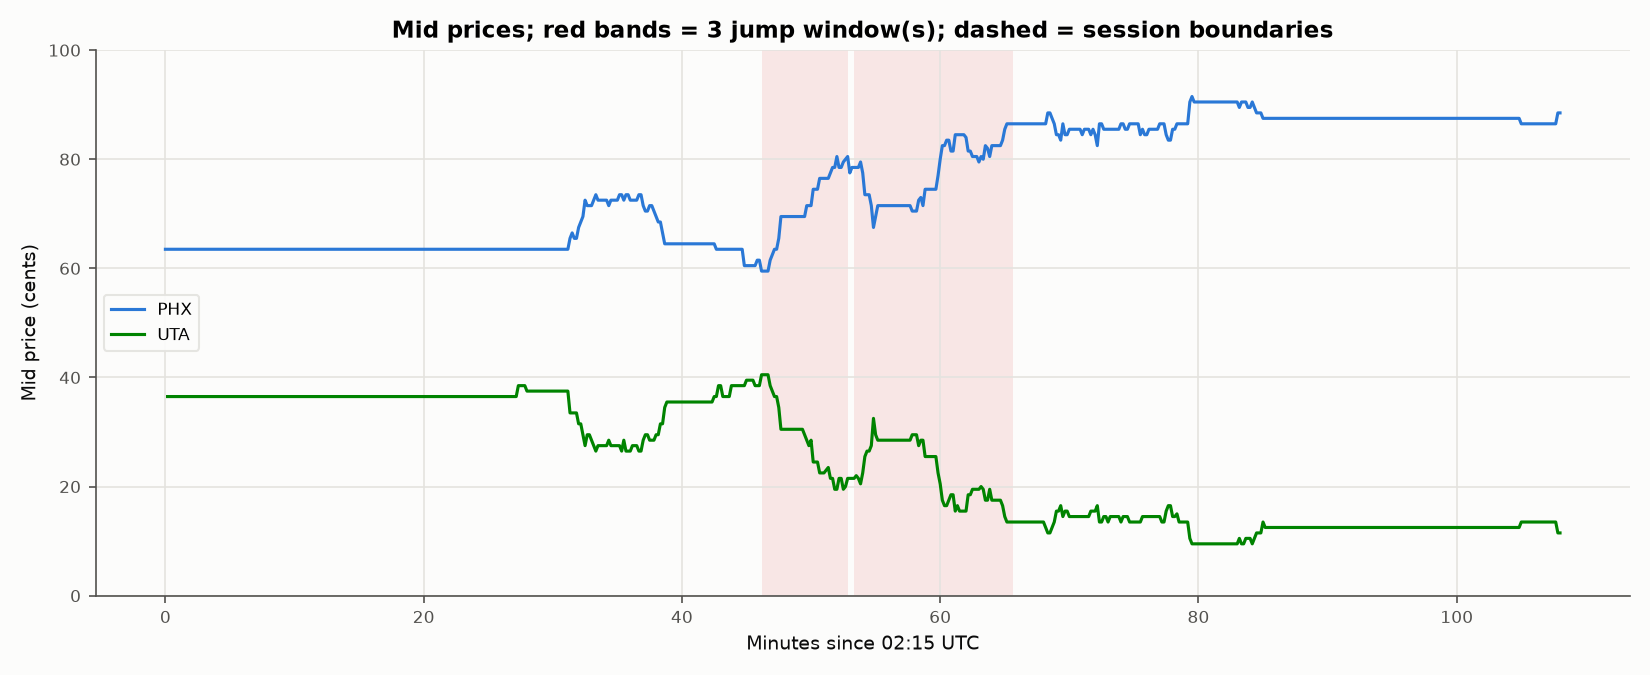 Mid prices; red bands = 3 jump window(s); dashed = session boundaries
Mid price (cents)
100
80
60
40
20
0
PHX
UTA
0 20 40 60 80 100
Minutes since 02:15 UTC